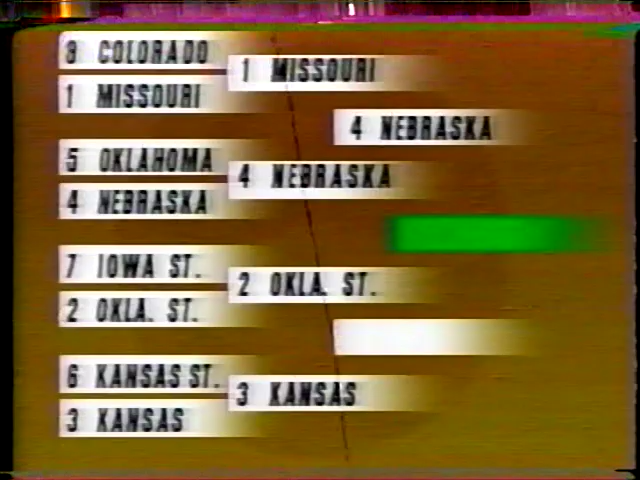 8 COLORADO
1 MISSOURI
1 MISSOURI
4 NEBRASKA
5 OKLAHOMA
4 NEBRASKA
4 NEBRASKA
7 IOWA ST.
2 OKLA. ST.
2 OKLA. ST.
6 KANSAS ST.
3 KANSAS
3 KANSAS